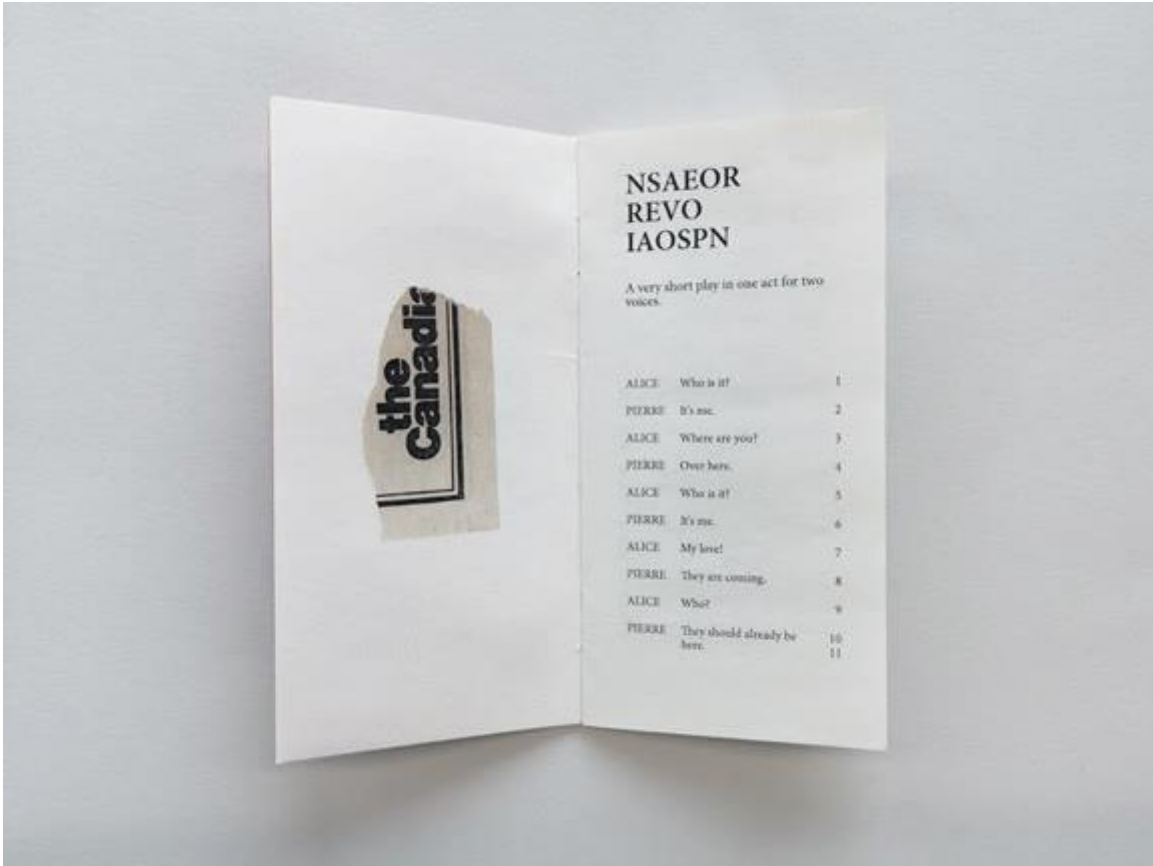 the
Canadia
NSAEOR
REVO
IAOSPN
A very short play in one act for two
voices.
ALICE Who is it? 1
PIERRE It's me. 2
ALICE Where are you? 3
PIERRE Over here. 4
ALICE Who is it? 5
PIERRE It's me. 6
ALICE My love! 7
PIERRE They are coming. 8
ALICE Who? 9
PIERRE They should already be 10
here. 11